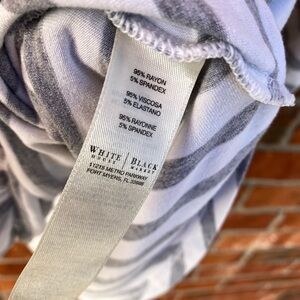 95% RAYON
5% SPANDEX
95% VISCOSA
5% ELASTANO
95% RAYONNE
5% SPANDEX
WHITE | BLACK
HOUSE | MARKET
11215 METRO PARKWAY
FORT MYERS, FL 33966